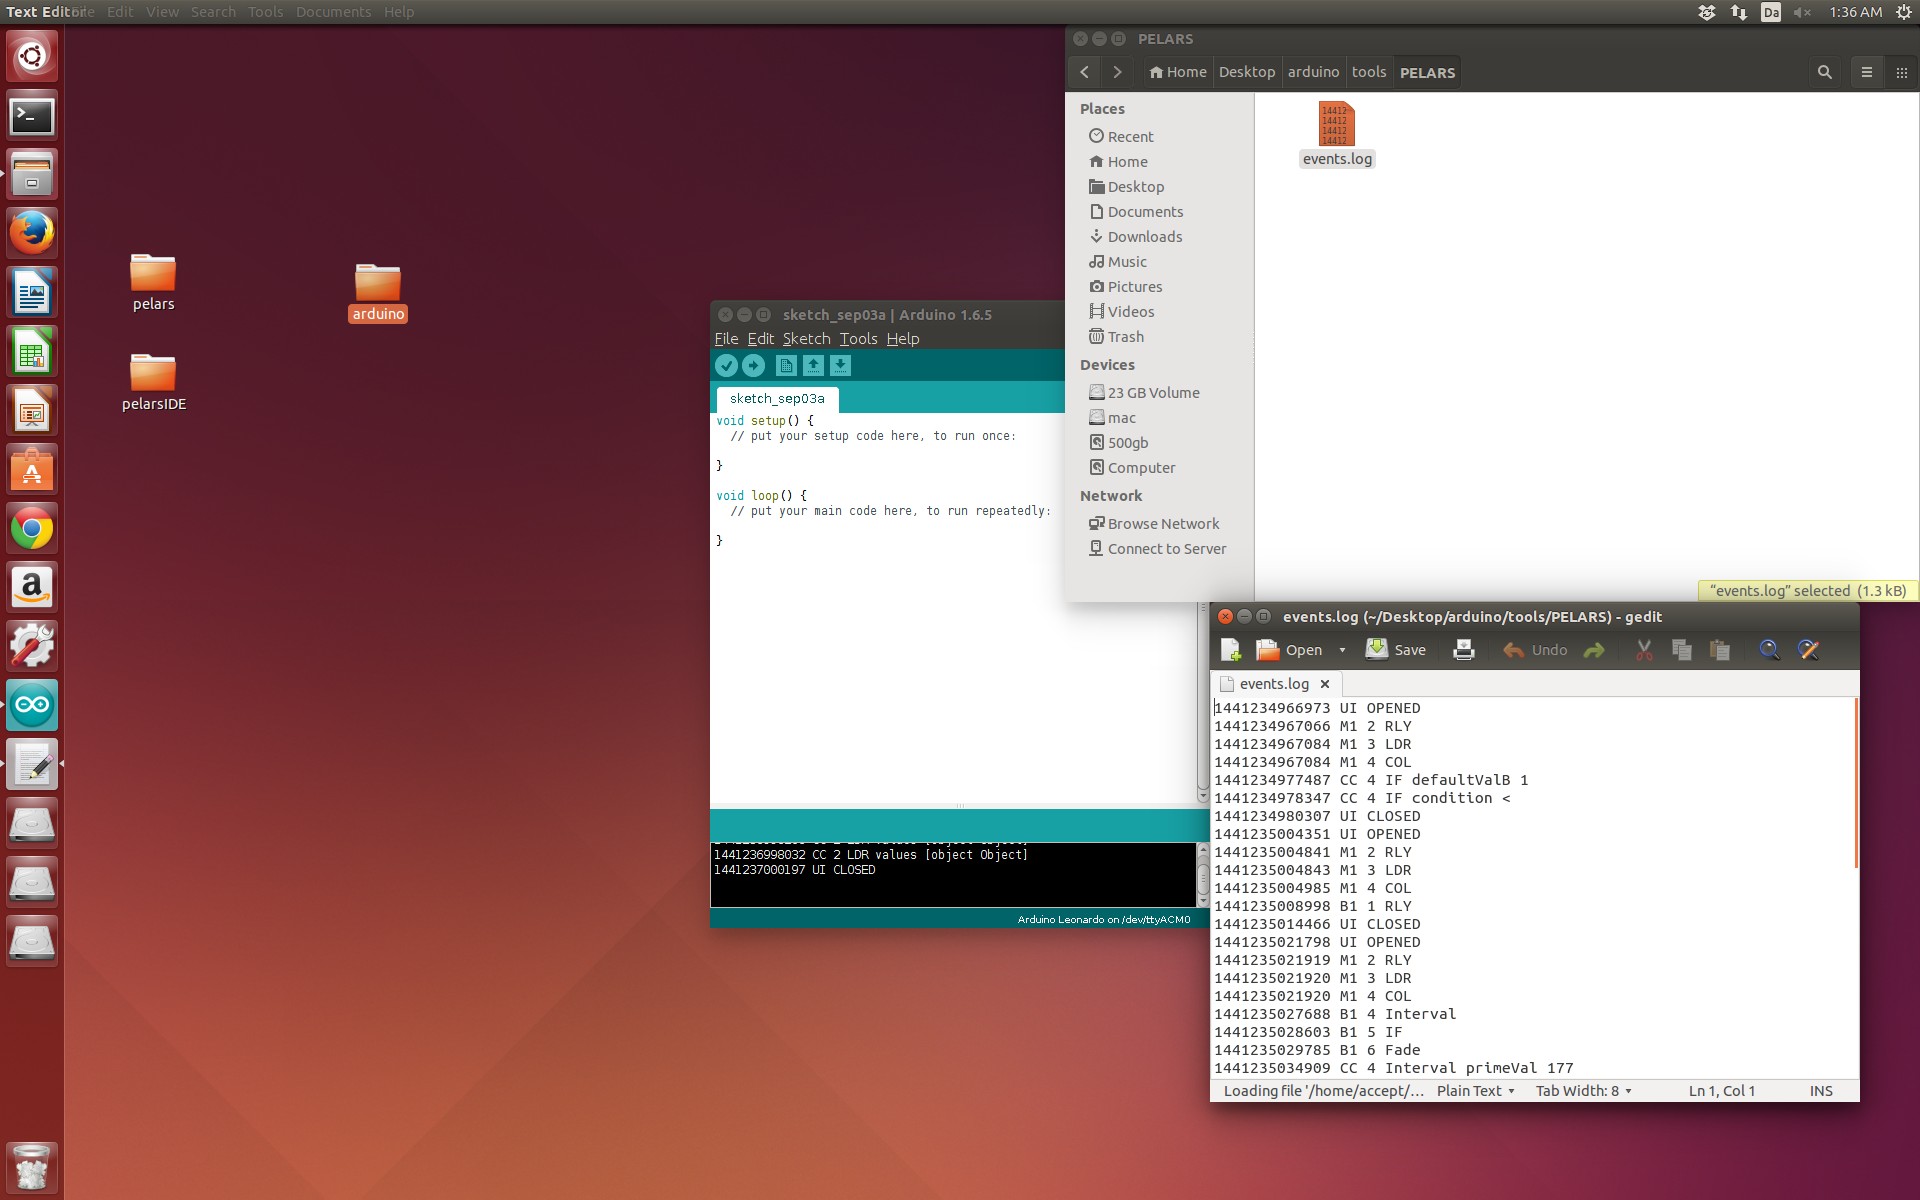 Text Editor File Edit View Search Tools Documents Help
Da 1:36 AM
pelars
arduino
pelarsIDE
PELARS
Home Desktop arduino tools PELARS
Places
Recent
Home
Desktop
Documents
Downloads
Music
Pictures
Videos
Trash
Devices
23 GB Volume
mac
500gb
Computer
Network
Browse Network
Connect to Server
14412
14412
14412
14412
events.log
“events.log” selected (1.3 kB)
sketch_sep03a | Arduino 1.6.5
File Edit Sketch Tools Help
sketch_sep03a
void setup() {
// put your setup code here, to run once:
}
void loop() {
// put your main code here, to run repeatedly:
}
1441236998032 CC 2 LDR values [object Object]
1441237000197 UI CLOSED
Arduino Leonardo on /dev/ttyACM0
events.log (~/Desktop/arduino/tools/PELARS) - gedit
Open Save Undo
events.log
1441234966973 UI OPENED
1441234967066 M1 2 RLY
1441234967084 M1 3 LDR
1441234967084 M1 4 COL
1441234977487 CC 4 IF defaultValB 1
1441234978347 CC 4 IF condition <
1441234980307 UI CLOSED
1441235004351 UI OPENED
1441235004841 M1 2 RLY
1441235004843 M1 3 LDR
1441235004985 M1 4 COL
1441235008998 B1 1 RLY
1441235014466 UI CLOSED
1441235021798 UI OPENED
1441235021919 M1 2 RLY
1441235021920 M1 3 LDR
1441235021920 M1 4 COL
1441235027688 B1 4 Interval
1441235028603 B1 5 IF
1441235029785 B1 6 Fade
1441235034909 CC 4 Interval primeVal 177
Loading file '/home/accept/... Plain Text Tab Width: 8 Ln 1, Col 1 INS